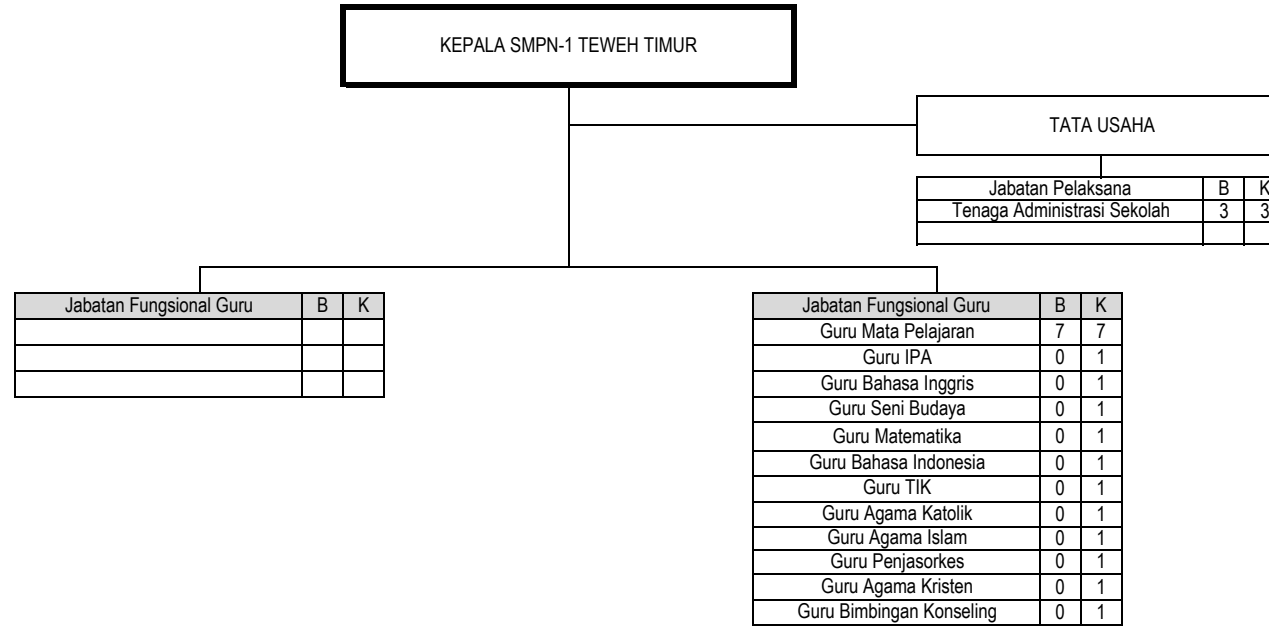 KEPALA SMPN-1 TEWEH TIMUR
TATA USAHA
Jabatan Pelaksana B K
Tenaga Administrasi Sekolah 3 3
Jabatan Fungsional Guru B K
Jabatan Fungsional Guru B K
Guru Mata Pelajaran 7 7
Guru IPA 0 1
Guru Bahasa Inggris 0 1
Guru Seni Budaya 0 1
Guru Matematika 0 1
Guru Bahasa Indonesia 0 1
Guru TIK 0 1
Guru Agama Katolik 0 1
Guru Agama Islam 0 1
Guru Penjasorkes 0 1
Guru Agama Kristen 0 1
Guru Bimbingan Konseling 0 1